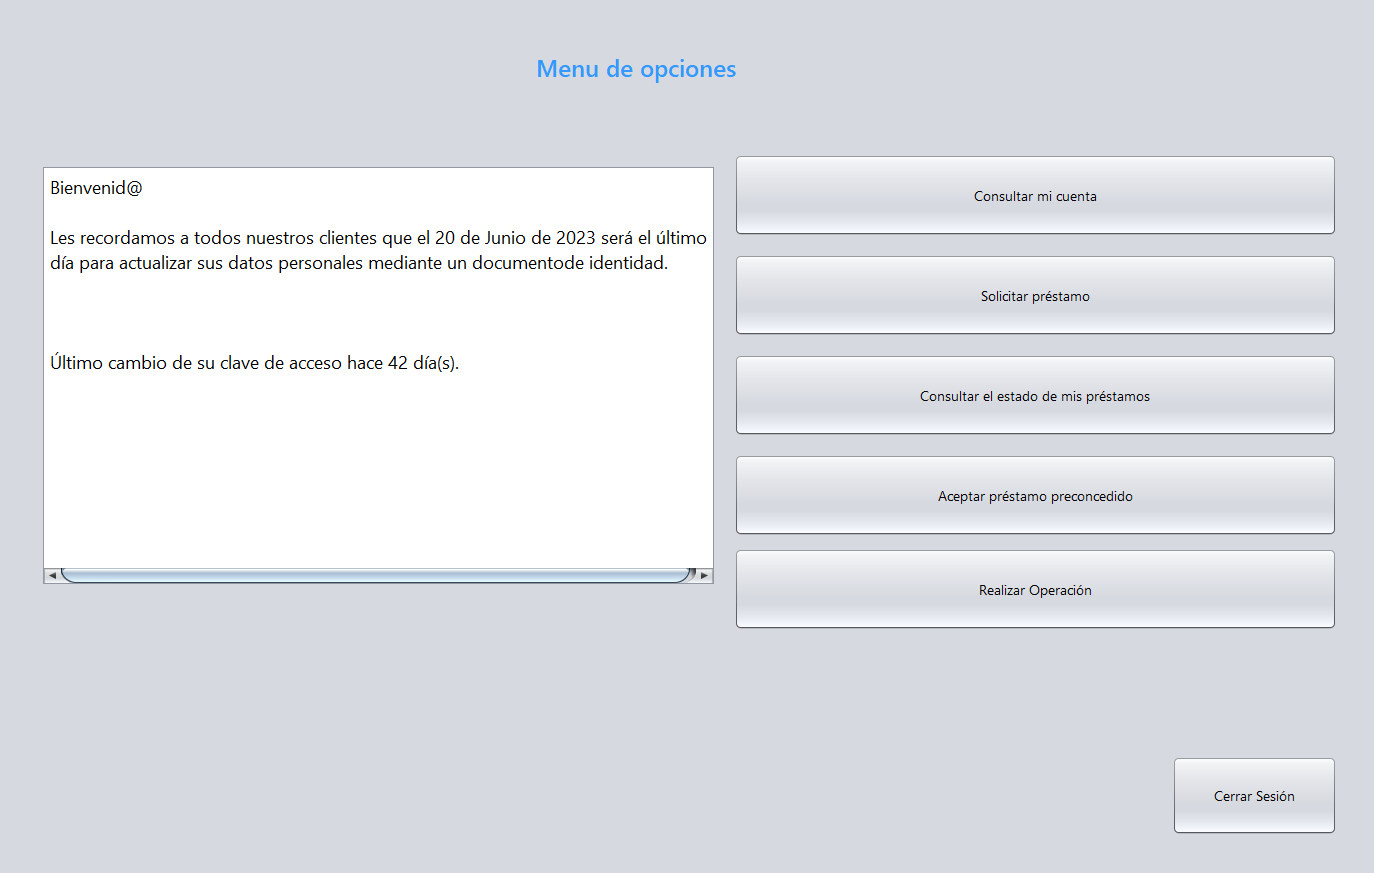 Menu de opciones
Bienvenid@
Les recordamos a todos nuestros clientes que el 20 de Junio de 2023 será el último
día para actualizar sus datos personales mediante un documentode identidad.
Último cambio de su clave de acceso hace 42 día(s).
Consultar mi cuenta
Solicitar préstamo
Consultar el estado de mis préstamos
Aceptar préstamo preconcedido
Realizar Operación
Cerrar Sesión